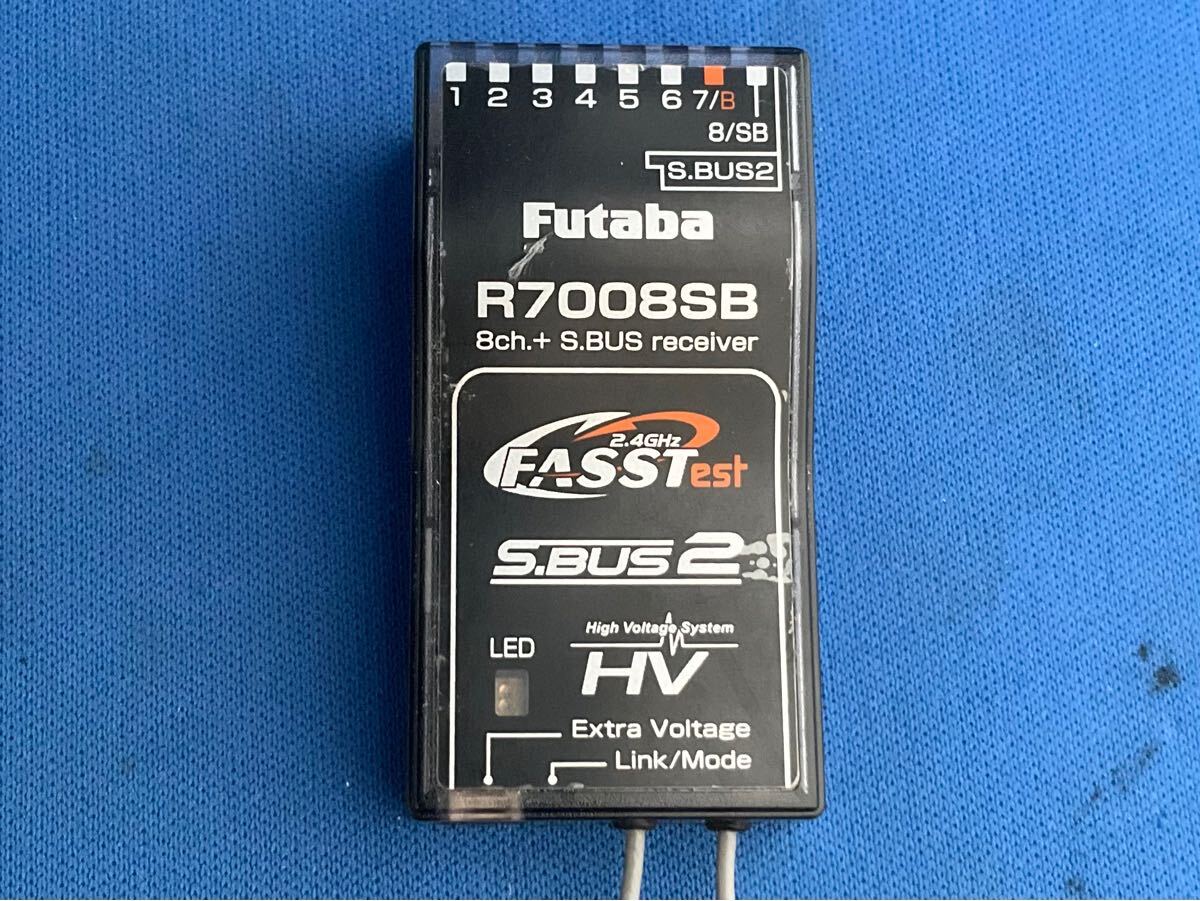 1 2 3 4 5 6 7/B
8/SB
S.BUS2
Futaba
R7008SB
8ch.+ S.BUS receiver
2.4GHz
FASSTest
S.BUS2
High Voltage System
HV
LED
Extra Voltage
Link/Mode